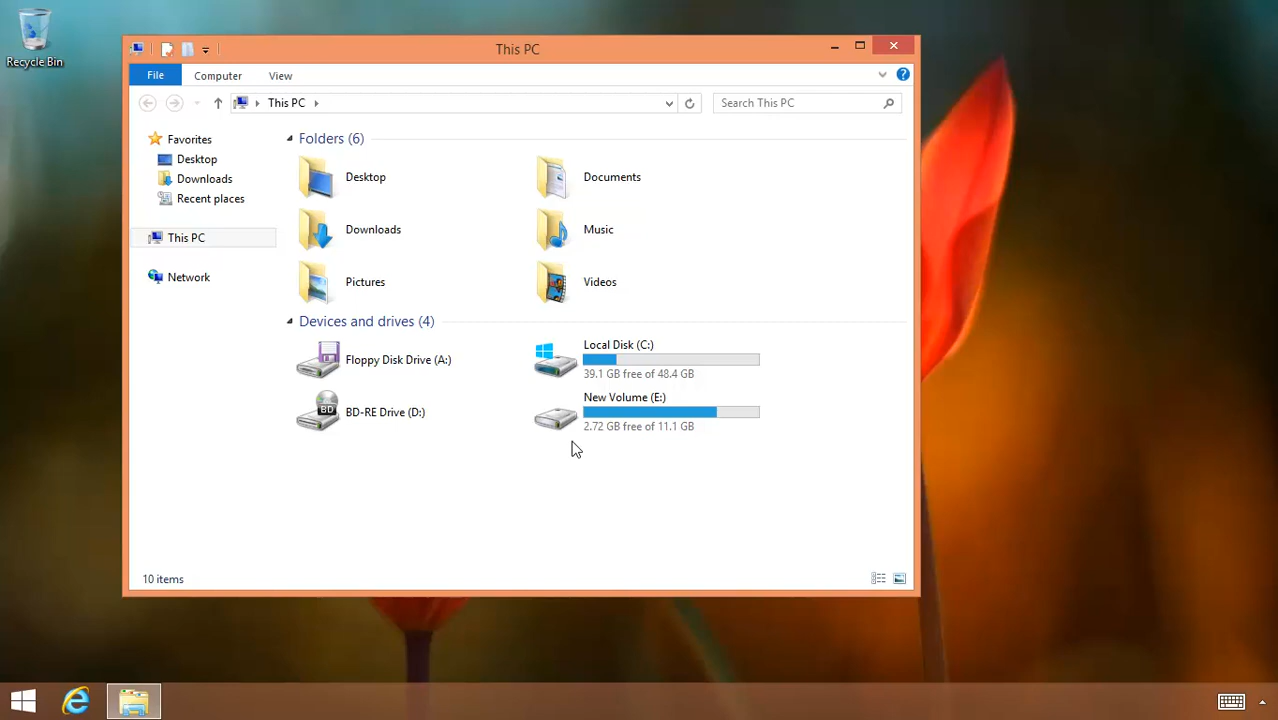 Recycle Bin
This PC
File
Computer
View
This PC
Search This PC
Favorites
Desktop
Downloads
Recent places
This PC
Network
Folders (6)
Desktop
Documents
Downloads
Music
Pictures
Videos
Devices and drives (4)
Floppy Disk Drive (A:)
Local Disk (C:)
39.1 GB free of 48.4 GB
BD
BD-RE Drive (D:)
New Volume (E:)
2.72 GB free of 11.1 GB
10 items